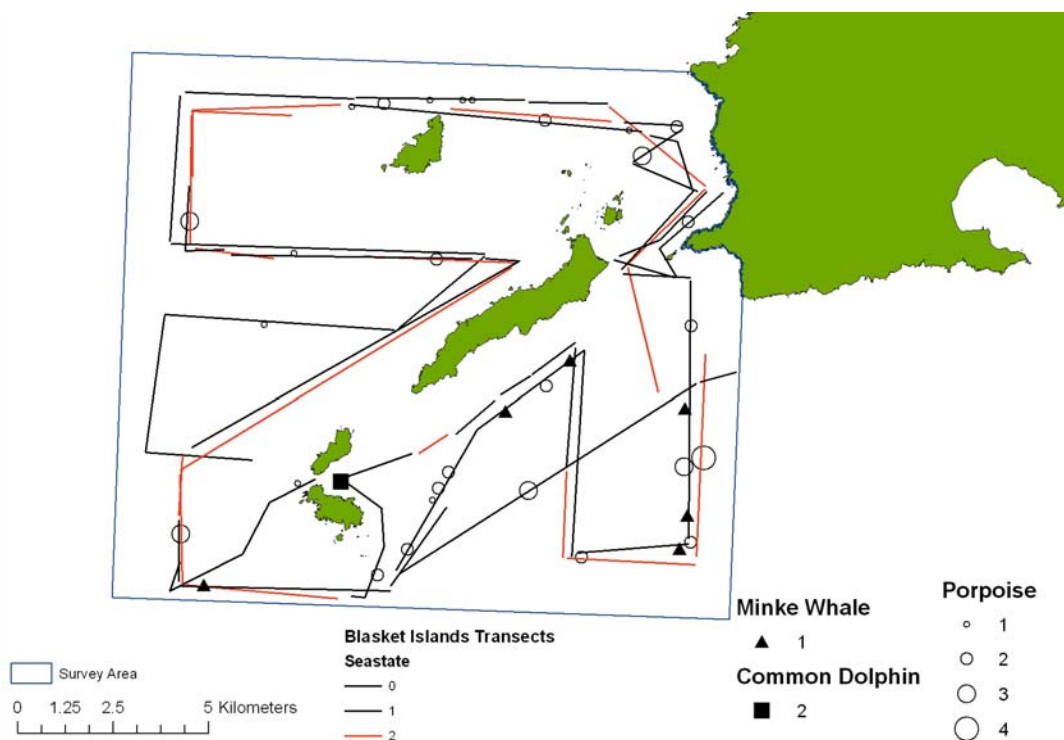 Blasket Islands Transects
Seastate
0
1
2
Survey Area
0 1.25 2.5 5 Kilometers
Minke Whale
1
Common Dolphin
2
Porpoise
1
2
3
4